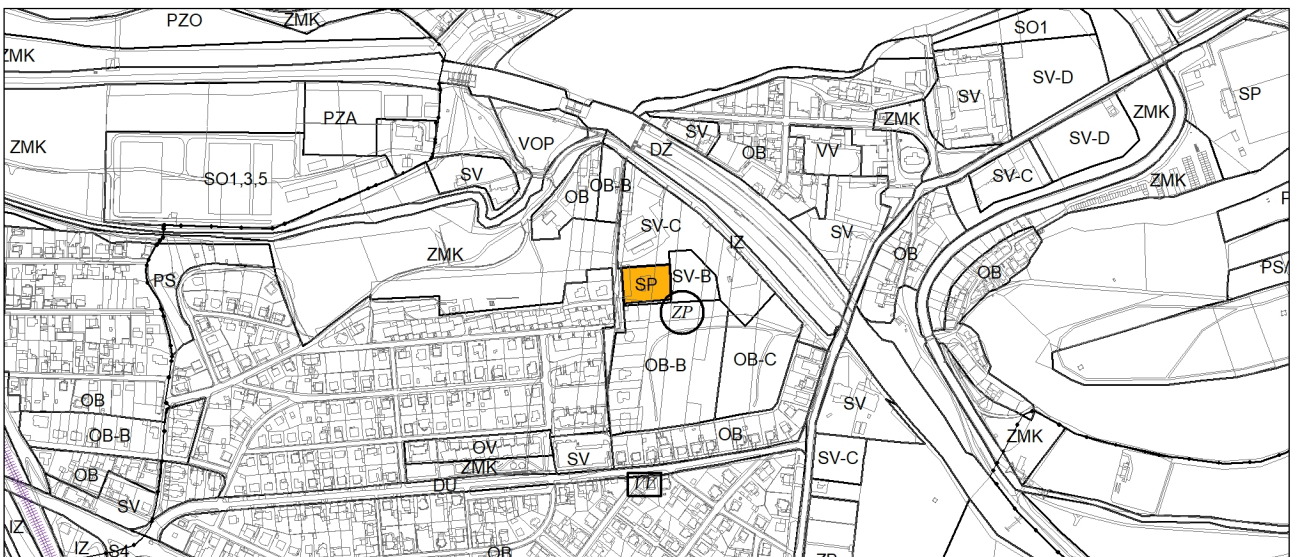 PZO
ZMK
SO1
ZMK
SV-D
SV
SP
PZA
ZMK
SV
ZMK
SV-D
VOP
DZ
OB
VV
ZMK
SO1,3,5
SV
OB-B
OB
SV-C
ZMK
SV-C
SV
ZMK
IZ
OB
OB
PS
SP
SV-B
PS/
ZP
OB-B
OB-C
OB
SV
OB-B
OB
OV
SV
ZMK
ZMK
OB
SV-C
DU
SV
IZ
IZ
S4
OB